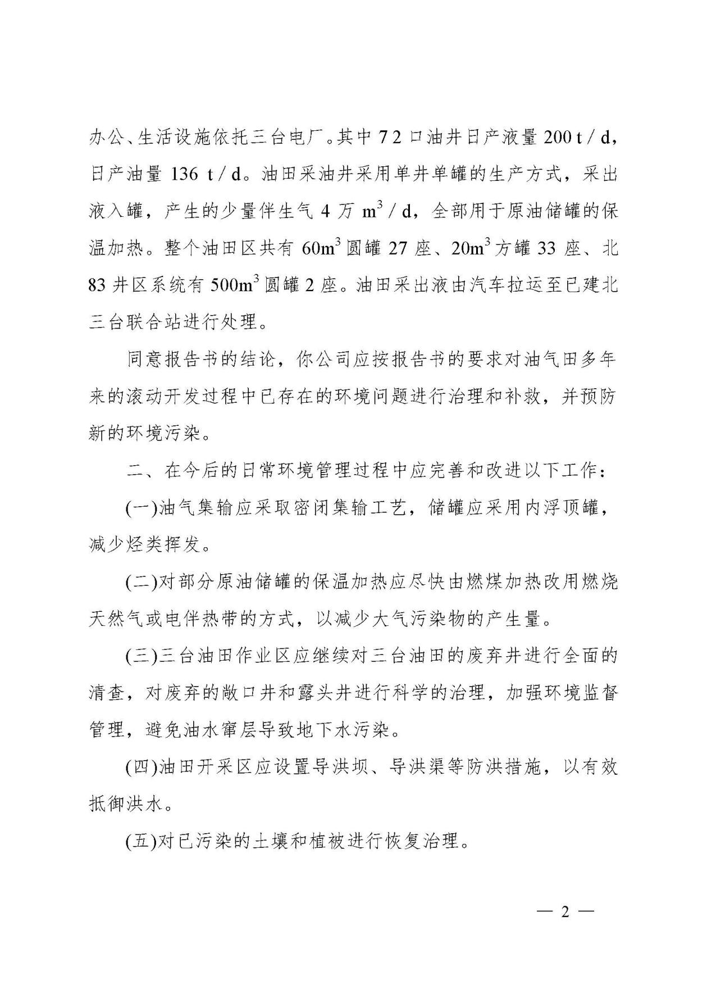 办公、生活设施依托三台电厂。其中72口油井日产液量 200t/d，
日产油量 136 t/d。油田采油井采用单井单罐的生产方式，采出
液入罐，产生的少量伴生气 4 万 m³/d，全部用于原油储罐的保
温加热。整个油田区共有 60m³圆罐 27 座、20m³方罐 33 座、北
83 井区系统有 500m³圆罐 2 座。油田采出液由汽车拉运至已建北
三台联合站进行处理。
同意报告书的结论，你公司应按报告书的要求对油气田多年
来的滚动开发过程中已存在的环境问题进行治理和补救，并预防
新的环境污染。
二、在今后的日常环境管理过程中应完善和改进以下工作：
(一)油气集输应采取密闭集输工艺，储罐应采用内浮顶罐，
减少烃类挥发。
(二)对部分原油储罐的保温加热应尽快由燃煤加热改用燃烧
天然气或电伴热带的方式，以减少大气污染物的产生量。
(三)三台油田作业区应继续对三台油田的废弃井进行全面的
清查，对废弃的敞口井和露头井进行科学的治理，加强环境监督
管理，避免油水窜层导致地下水污染。
(四)油田开采区应设置导洪坝、导洪渠等防洪措施，以有效
抵御洪水。
(五)对已污染的土壤和植被进行恢复治理。
— 2 —